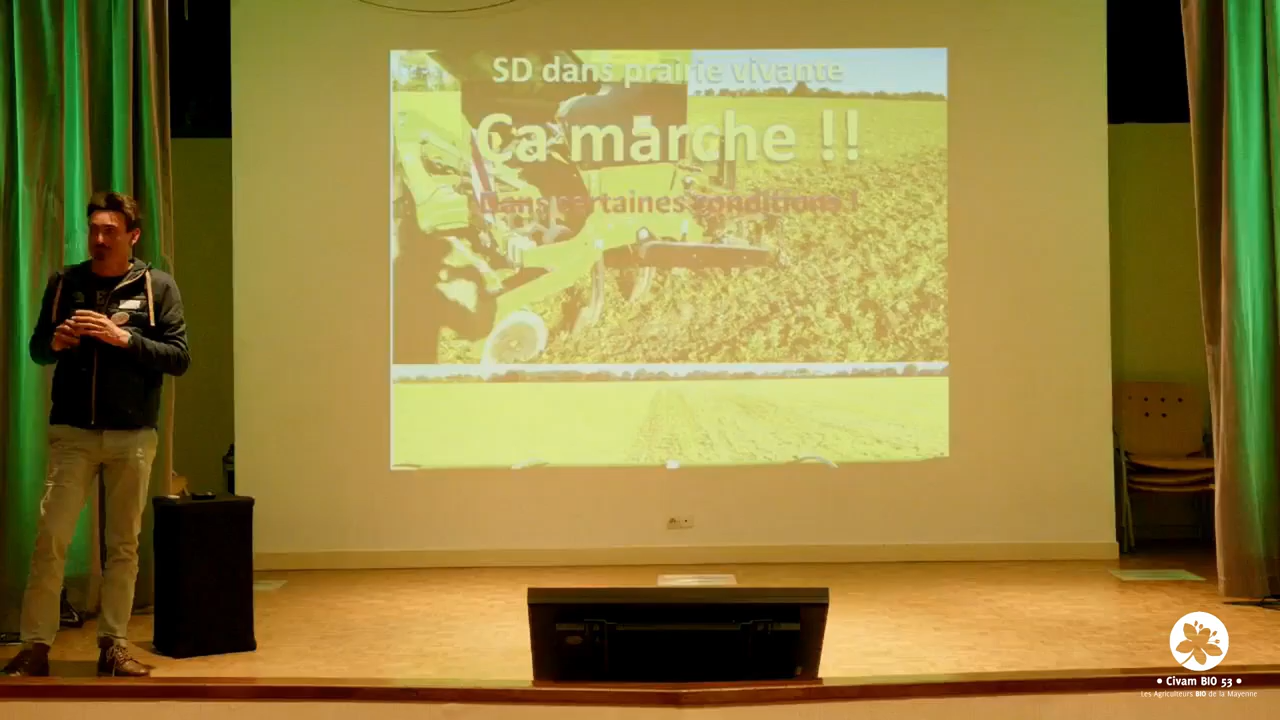 SD dans prairie vivante
Ça marche !!
Dans certaines conditions !
• Civam BIO 53 •
Les Agriculteurs BIO de la Mayenne